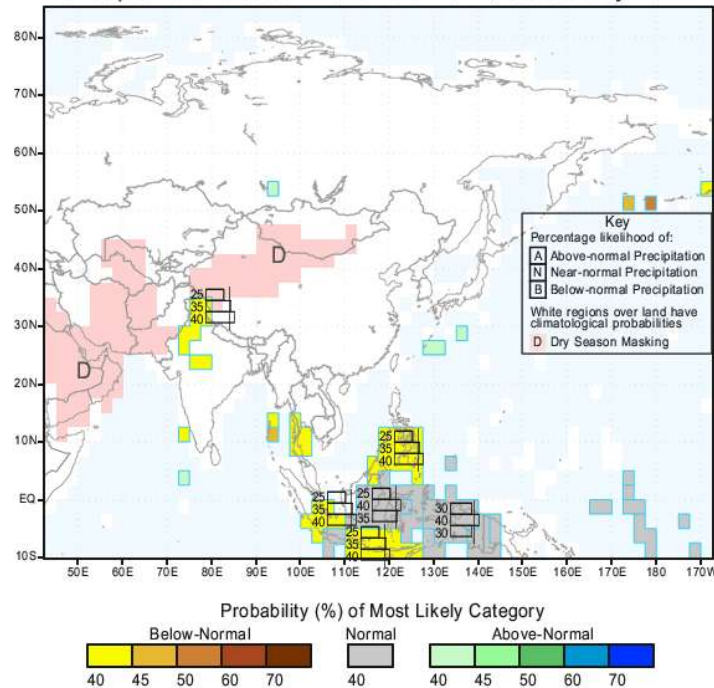 80N
70N
60N
50N
40N
30N
20N
10N
EQ
10S
50E 60E 70E 80E 90E 100E 110E 120E 130E 140E 150E 160E 170E 180 170W
D
D
25
35
40
25
35
40
25
35
40
25
40
35
30
40
30
25
35
40
Key
Percentage likelihood of:
A Above-normal Precipitation
N Near-normal Precipitation
B Below-normal Precipitation
White regions over land have
climatological probabilities
D Dry Season Masking
Probability (%) of Most Likely Category
Below-Normal Normal Above-Normal
40 45 50 60 70 40 40 45 50 60 70